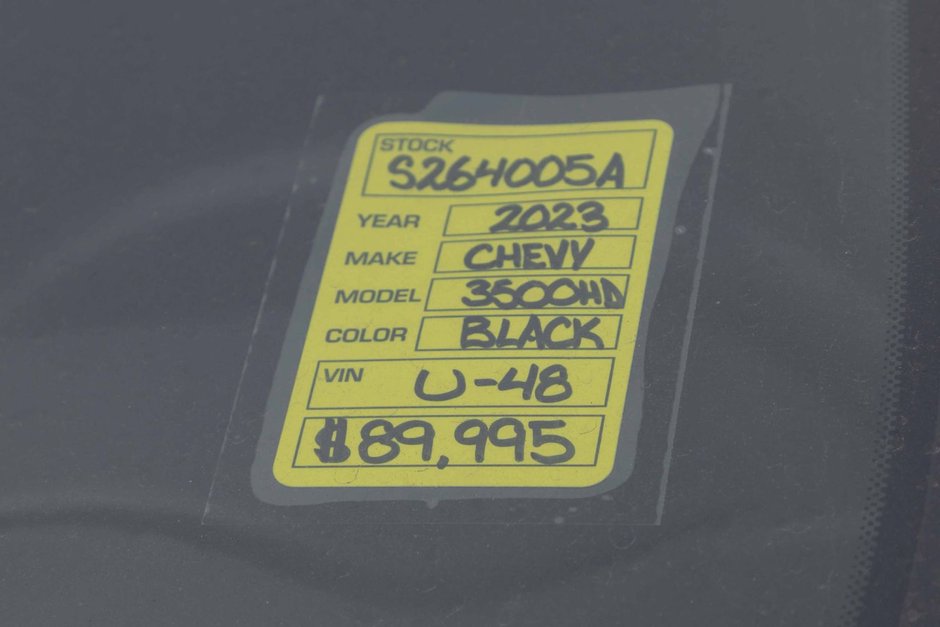 STOCK
S264005A
YEAR 2023
MAKE CHEVY
MODEL 3500HD
COLOR BLACK
VIN U-48
$89,995